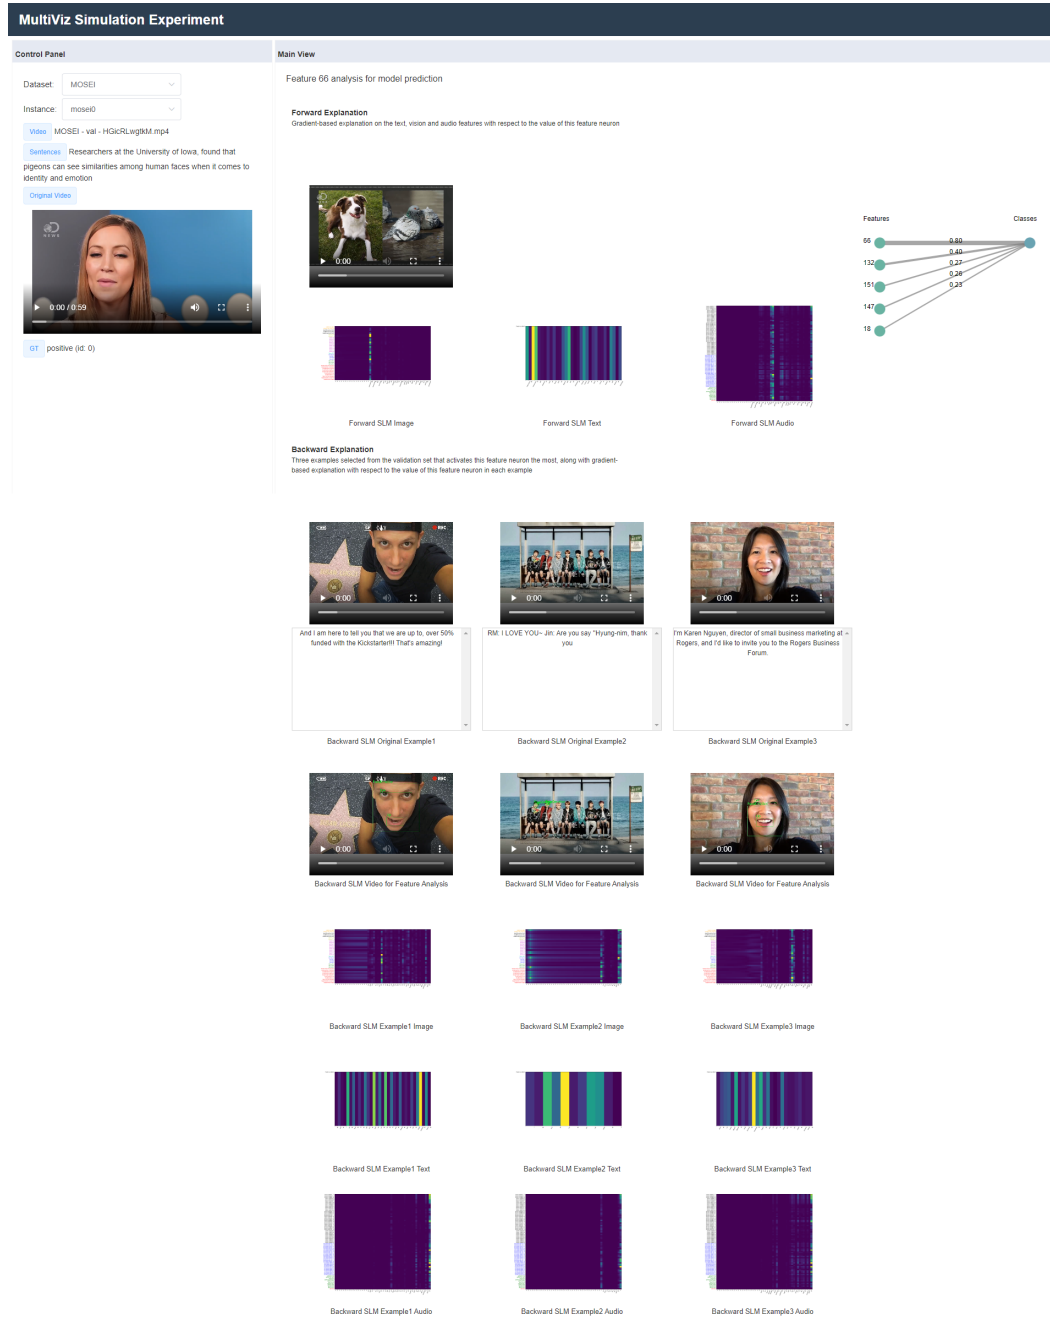 MultiViz Simulation Experiment
Control Panel
Main View
Dataset: MOSEI
Instance: mosei0
Video MOSEI - val - HGicRLwgtkM.mp4
Sentences Researchers at the University of Iowa, found that
pigeons can see similarities among human faces when it comes to
identity and emotion
Original Video
NEWS
0:00 / 0:59
GT positive (id: 0)
Feature 66 analysis for model prediction
Forward Explanation
Gradient-based explanation on the text, vision and audio features with respect to the value of this feature neuron
0:00
Forward SLM Image
Forward SLM Text
Forward SLM Audio
Features
Classes
66
0.80
0.40
132
0.27
0.26
151
0.23
147
18
Backward Explanation
Three examples selected from the validation set that activates this feature neuron the most, along with gradient-
based explanation with respect to the value of this feature neuron in each example
REC
0:00
0:00
0:00
And I am here to tell you that we are up to, over 50%
funded with the Kickstarter!!! That's amazing!
RM: I LOVE YOU~ Jin: Are you say "Hyung-nim, thank
you
I'm Karen Nguyen, director of small business marketing at
Rogers, and I'd like to invite you to the Rogers Business
Forum.
Backward SLM Original Example1
Backward SLM Original Example2
Backward SLM Original Example3
REC
0:00
0:00
0:00
Backward SLM Video for Feature Analysis
Backward SLM Video for Feature Analysis
Backward SLM Video for Feature Analysis
Backward SLM Example1 Image
Backward SLM Example2 Image
Backward SLM Example3 Image
Backward SLM Example1 Text
Backward SLM Example2 Text
Backward SLM Example3 Text
Backward SLM Example1 Audio
Backward SLM Example2 Audio
Backward SLM Example3 Audio